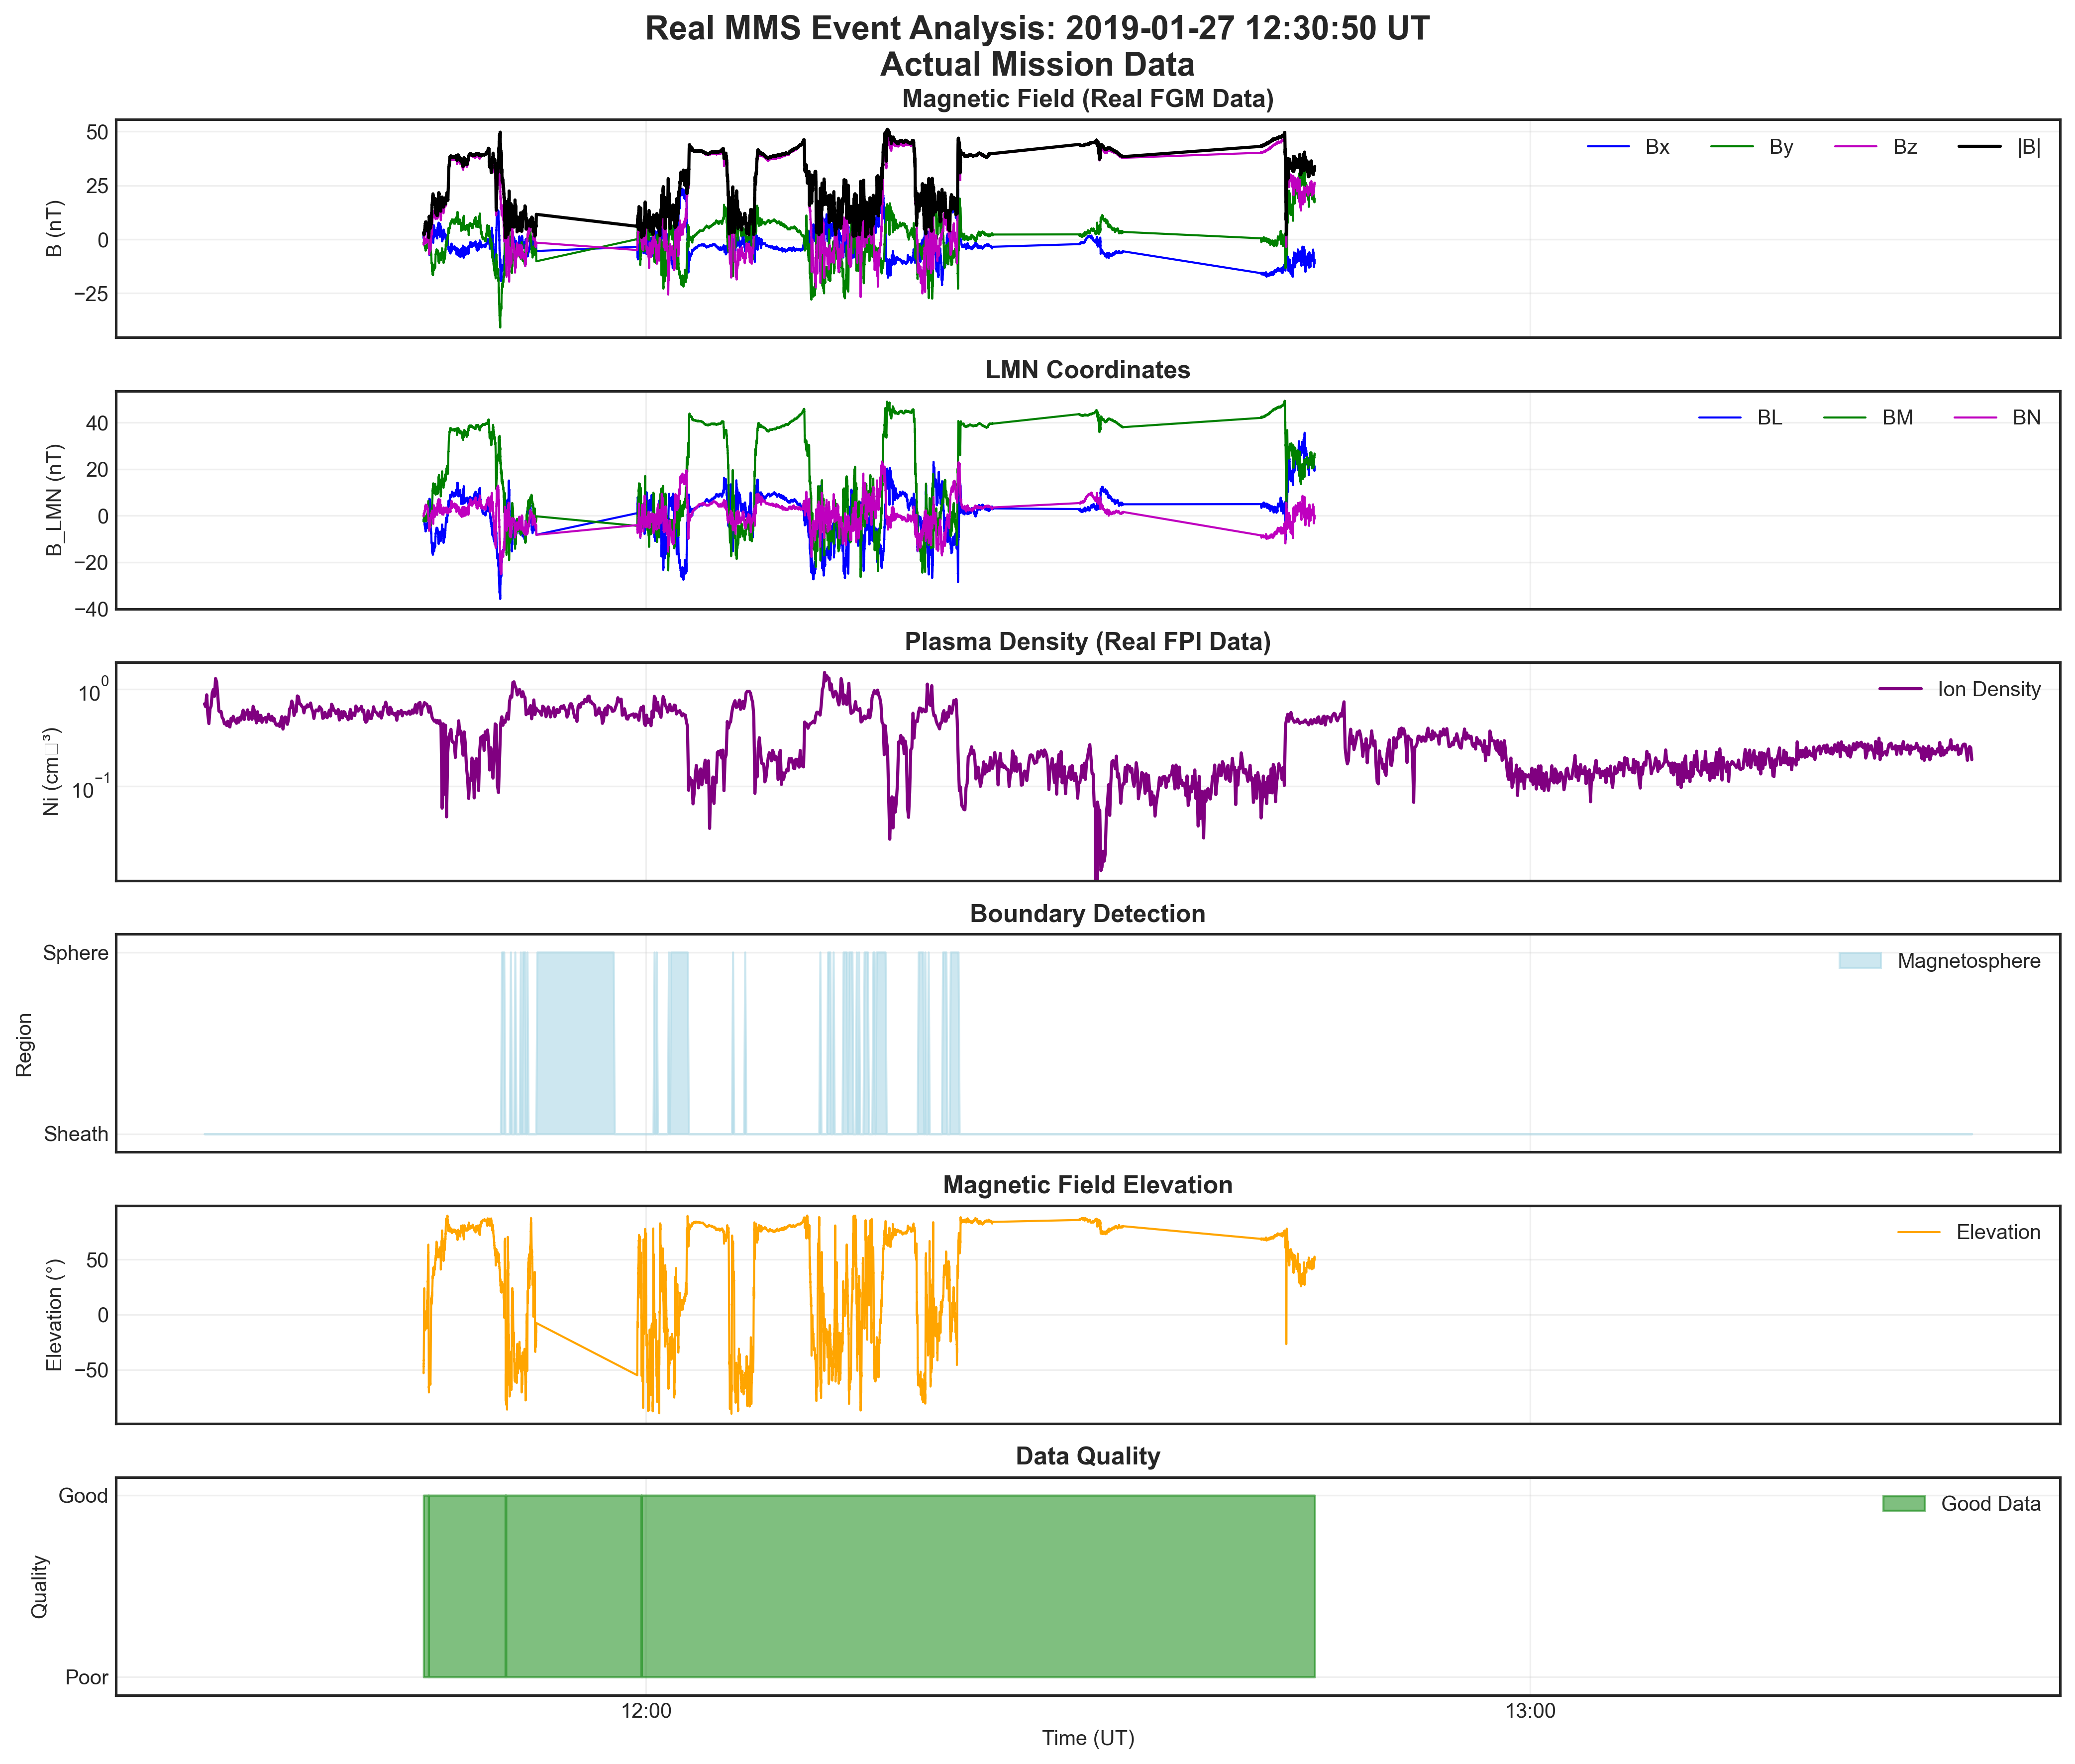 Real MMS Event Analysis: 2019-01-27 12:30:50 UT
Actual Mission Data
Magnetic Field (Real FGM Data)
B (nT)
50
25
0
−25
Bx By Bz |B|
LMN Coordinates
B_LMN (nT)
40
20
0
−20
−40
BL BM BN
Plasma Density (Real FPI Data)
Ni (cm□³)
10⁰
10⁻¹
Ion Density
Boundary Detection
Region
Sphere
Sheath
Magnetosphere
Magnetic Field Elevation
Elevation (°)
50
0
−50
Elevation
Data Quality
Quality
Good
Poor
Good Data
12:00 13:00
Time (UT)